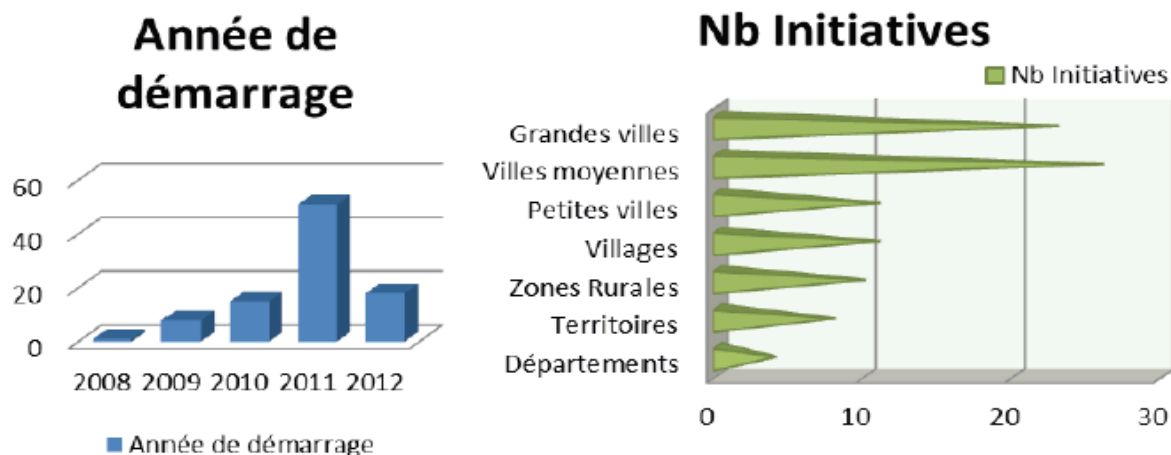 Année de
démarrage
60
40
20
0
2008 2009 2010 2011 2012
Année de démarrage
Nb Initiatives
Nb Initiatives
Grandes villes
Villes moyennes
Petites villes
Villages
Zones Rurales
Territoires
Départements
0 10 20 30